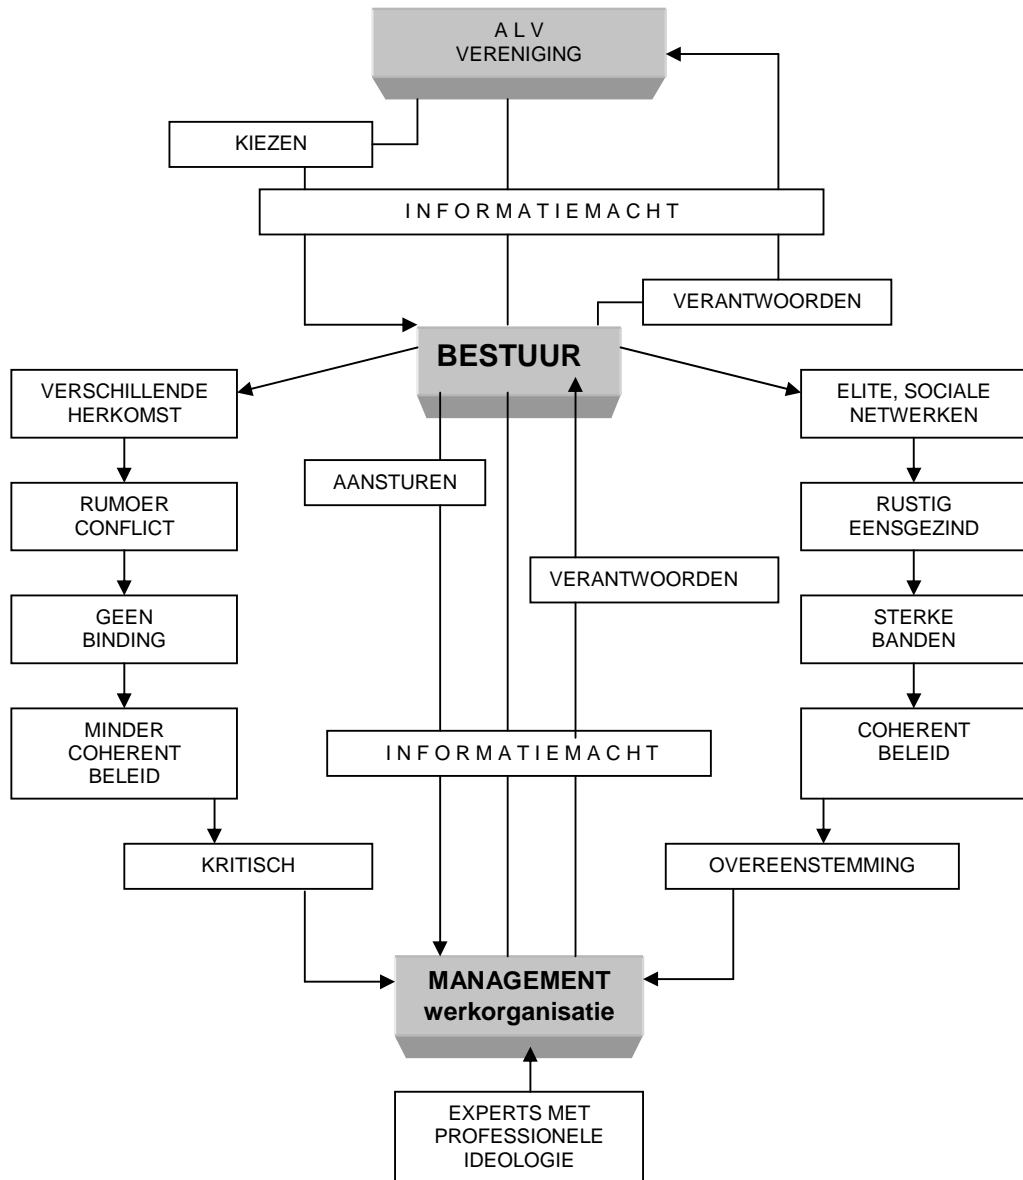 A L V
VERENIGING
KIEZEN
I N F O R M A T I E M A C H T
VERANTWOORDEN
BESTUUR
VERSCHILLENDE
HERKOMST
ELITE, SOCIALE
NETWERKEN
AANSTUREN
RUMOER
CONFLICT
RUSTIG
EENSGEZIND
VERANTWOORDEN
GEEN
BINDING
STERKE
BANDEN
MINDER
COHERENT
BELEID
I N F O R M A T I E M A C H T
COHERENT
BELEID
KRITISCH
OVEREENSTEMMING
MANAGEMENT
werkorganisatie
EXPERTS MET
PROFESSIONELE
IDEOLOGIE